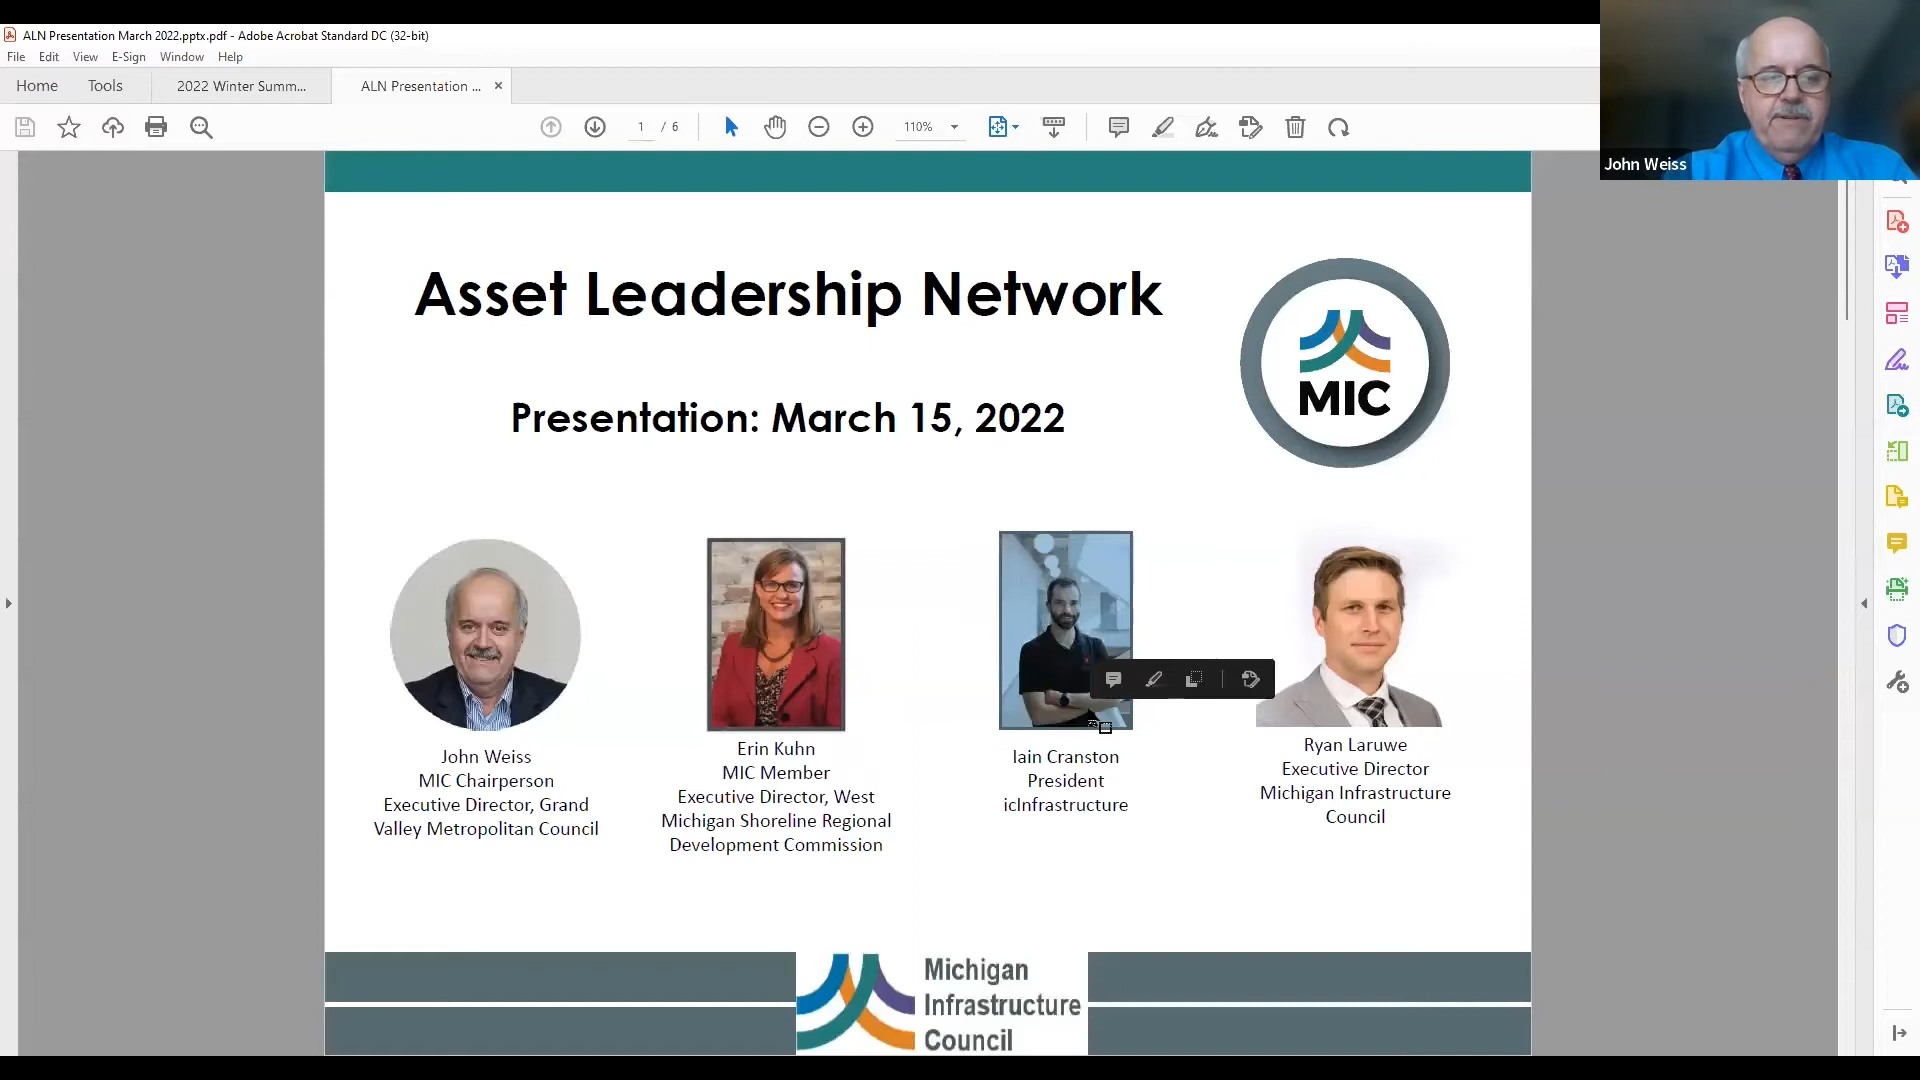 ALN Presentation March 2022.pptx.pdf - Adobe Acrobat Standard DC (32-bit)
File Edit View E-Sign Window Help
Home Tools 2022 Winter Summ... ALN Presentation ...
1 / 6 110%
John Weiss
Asset Leadership Network
MIC
Presentation: March 15, 2022
John Weiss
MIC Chairperson
Executive Director, Grand
Valley Metropolitan Council
Erin Kuhn
MIC Member
Executive Director, West
Michigan Shoreline Regional
Development Commission
Iain Cranston
President
icInfrastructure
Ryan Laruwe
Executive Director
Michigan Infrastructure
Council
Michigan
Infrastructure
Council